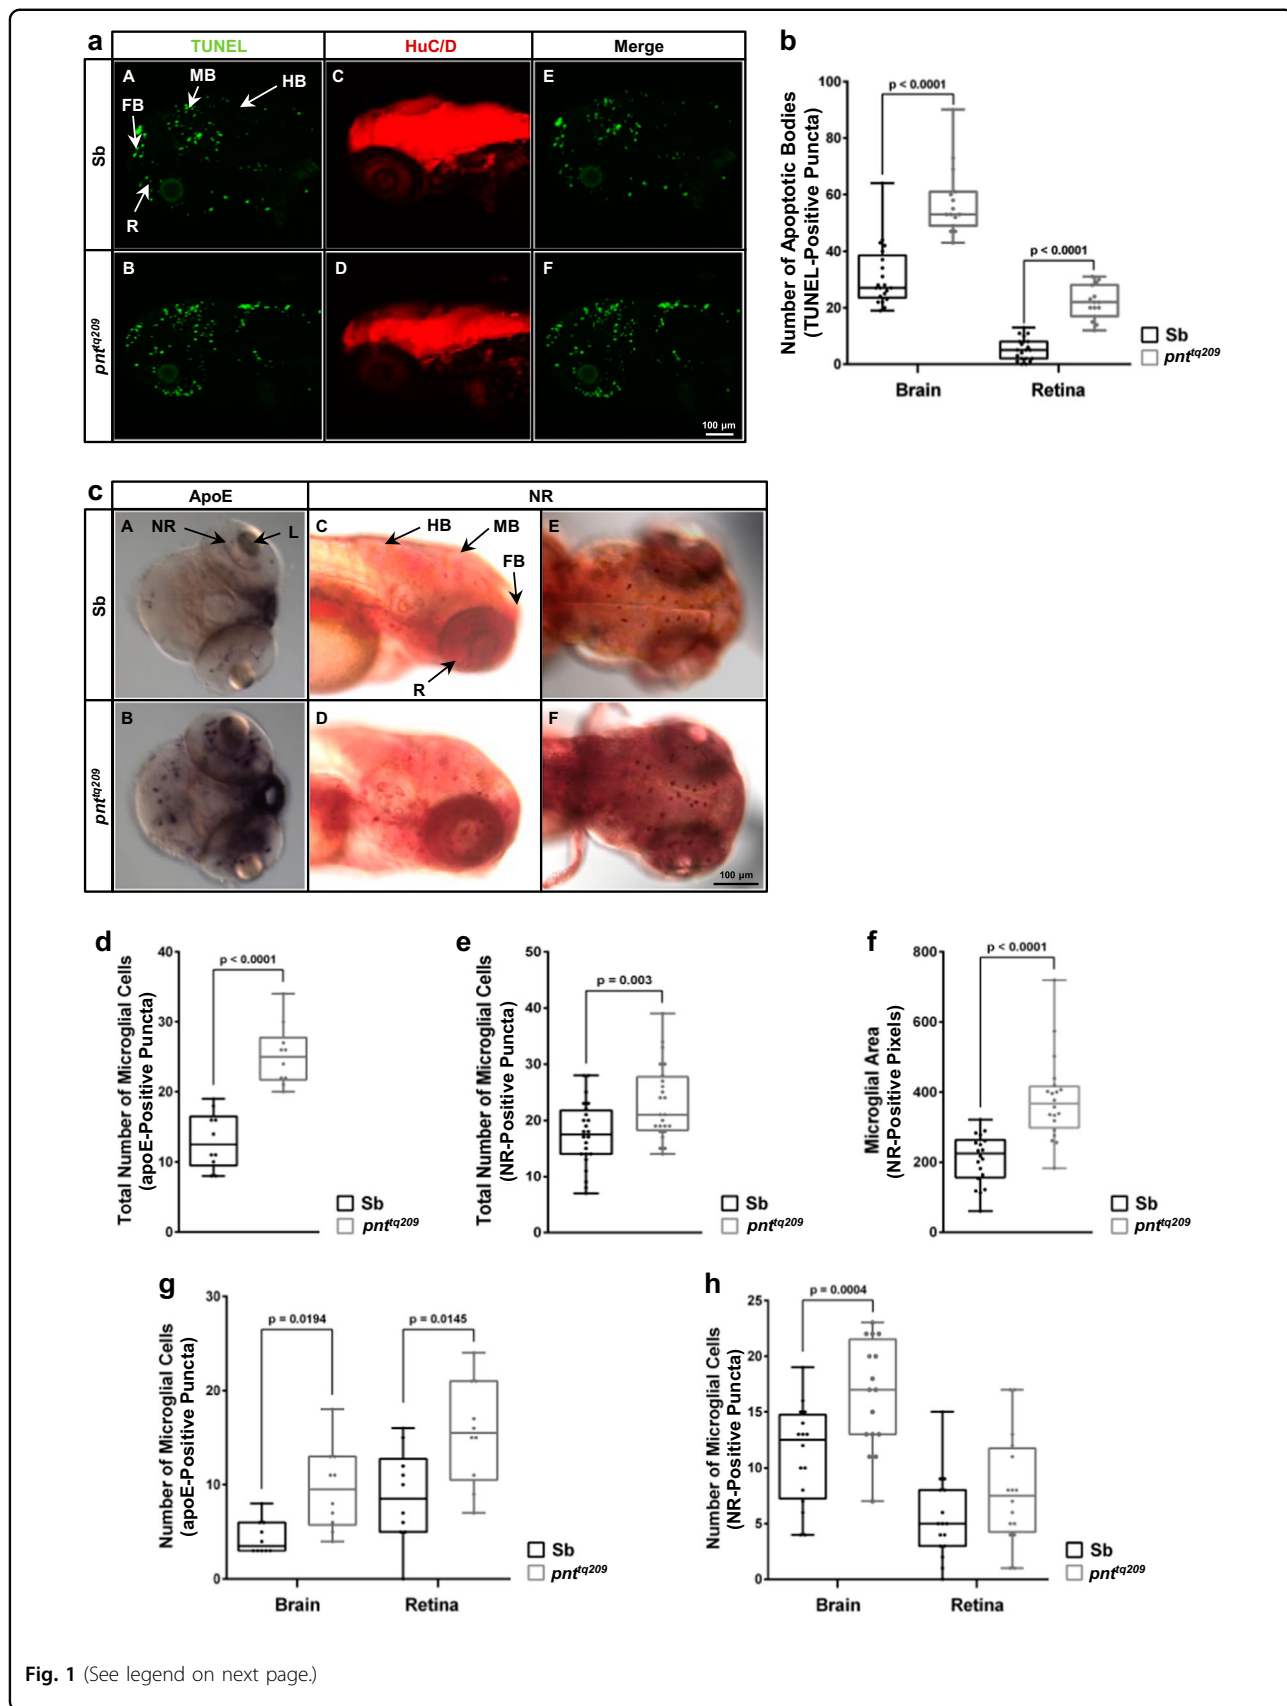 a
TUNEL
HuC/D
Merge
Sb
pnt^tq209
A
MB
HB
FB
R
C
E
B
D
F
100 µm
b
Number of Apoptotic Bodies
(TUNEL-Positive Puncta)
100
80
60
40
20
0
p < 0.0001
p < 0.0001
Brain
Retina
Sb
pnt^tq209
c
ApoE
NR
Sb
pnt^tq209
A
NR
L
C
HB
MB
FB
R
E
B
D
F
100 µm
d
Total Number of Microglial Cells
(apoE-Positive Puncta)
40
30
20
10
0
p < 0.0001
Sb
pnt^tq209
e
Total Number of Microglial Cells
(NR-Positive Puncta)
50
40
30
20
10
0
p = 0.003
Sb
pnt^tq209
f
Microglial Area
(NR-Positive Pixels)
800
600
400
200
0
p < 0.0001
Sb
pnt^tq209
g
Number of Microglial Cells
(apoE-Positive Puncta)
30
20
10
0
p = 0.0194
p = 0.0145
Brain
Retina
Sb
pnt^tq209
h
Number of Microglial Cells
(NR-Positive Puncta)
25
20
15
10
5
0
p = 0.0004
Brain
Retina
Sb
pnt^tq209
Fig. 1 (See legend on next page.)